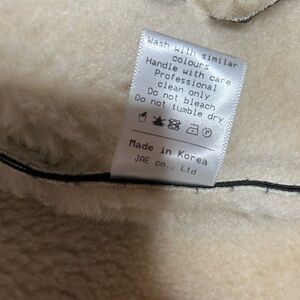 Wash with similar
colours
Handle with care
Professional
clean only
Do not bleach
Do not tumble dry
Made in Korea
JAE co., Ltd